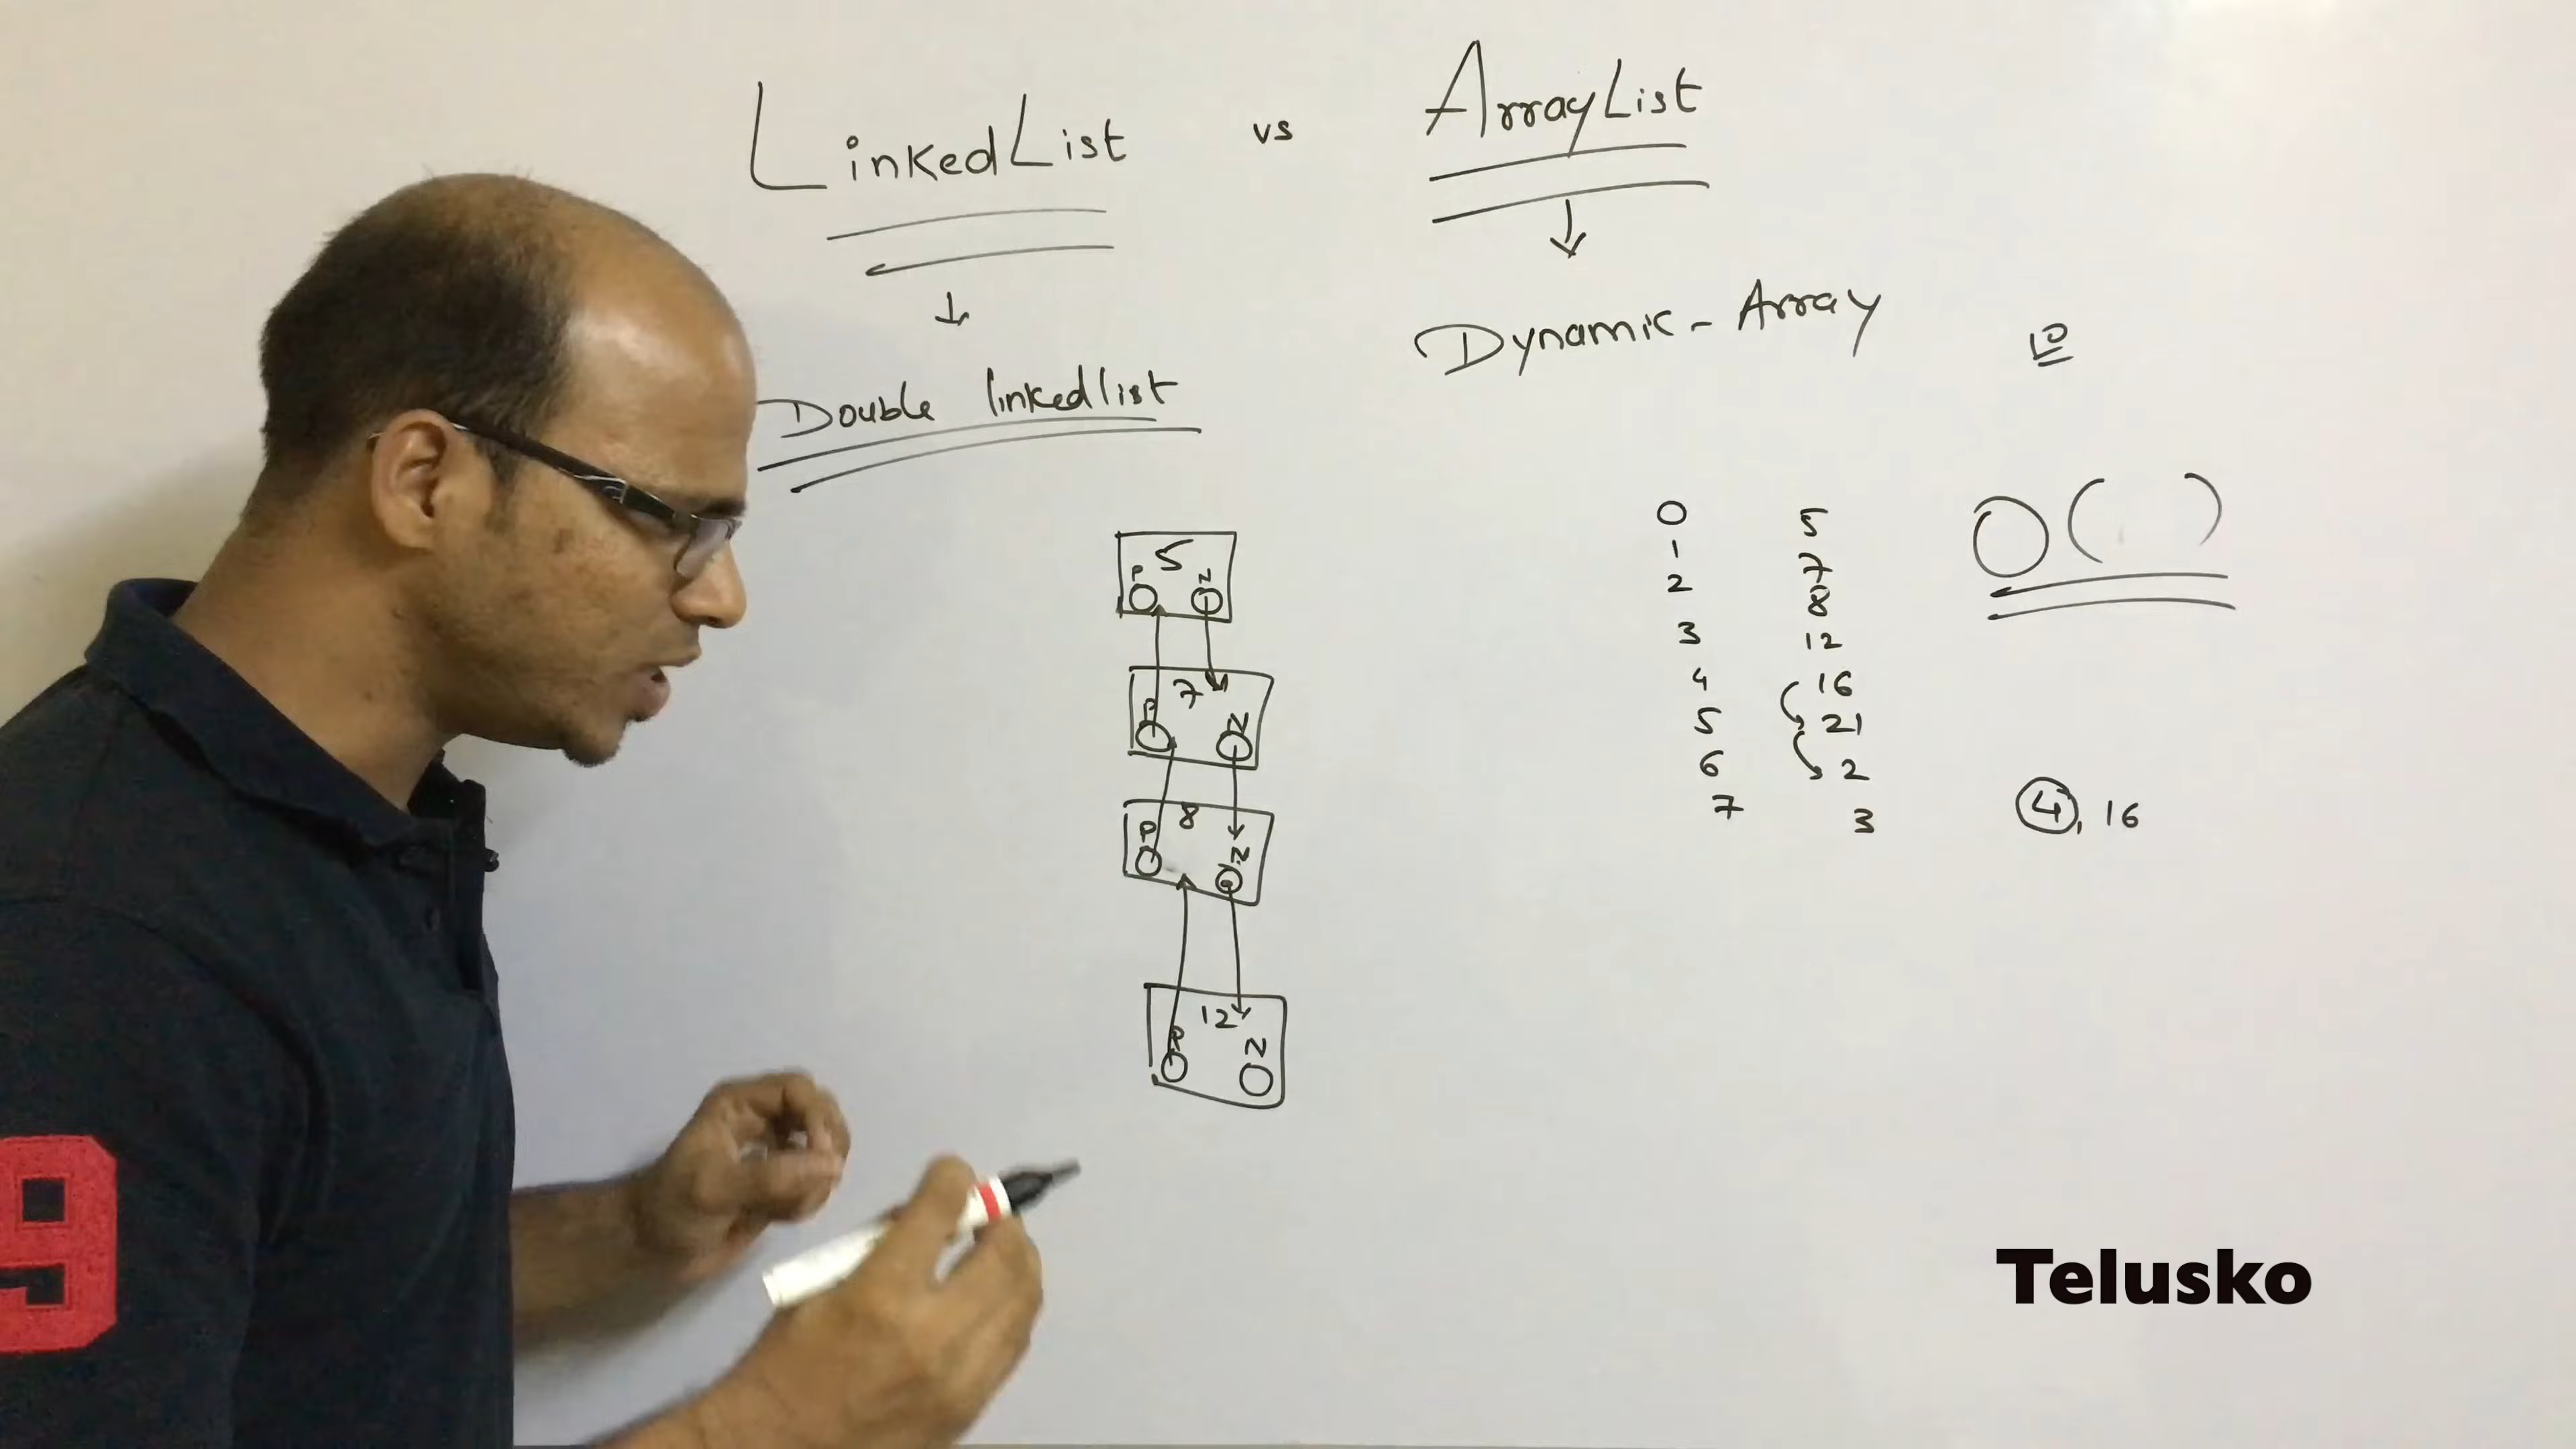 LinkedList vs ArrayList
Double linkedlist
Dynamic - Array
10
5
P N
7
P N
8
P N
12
P N
0 5
1 7
2 8
3 12
4 16
5 21
6 2
7 3
O( )
4, 16
9
Telusko